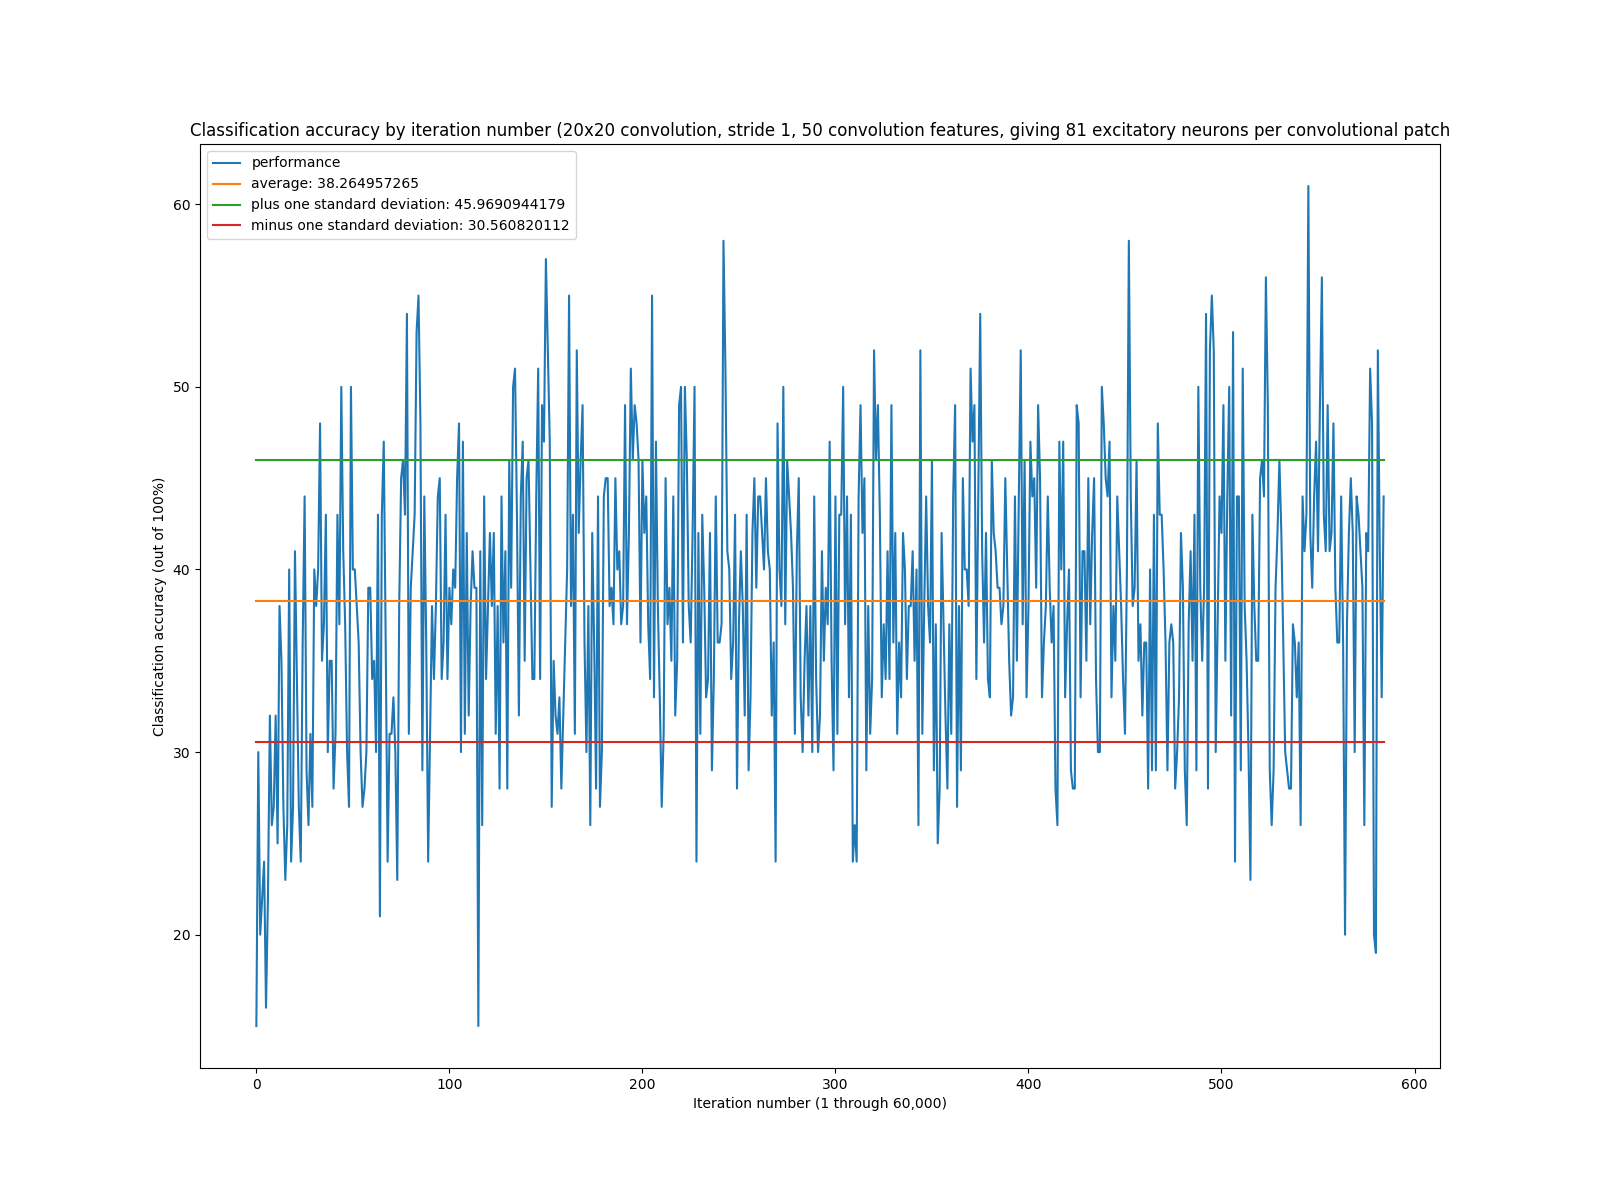 Classification accuracy by iteration number (20x20 convolution, stride 1, 50 convolution features, giving 81 excitatory neurons per convolutional patch
performance
average: 38.264957265
plus one standard deviation: 45.9690944179
minus one standard deviation: 30.560820112
60
50
40
30
20
Classification accuracy (out of 100%)
0 100 200 300 400 500 600
Iteration number (1 through 60,000)